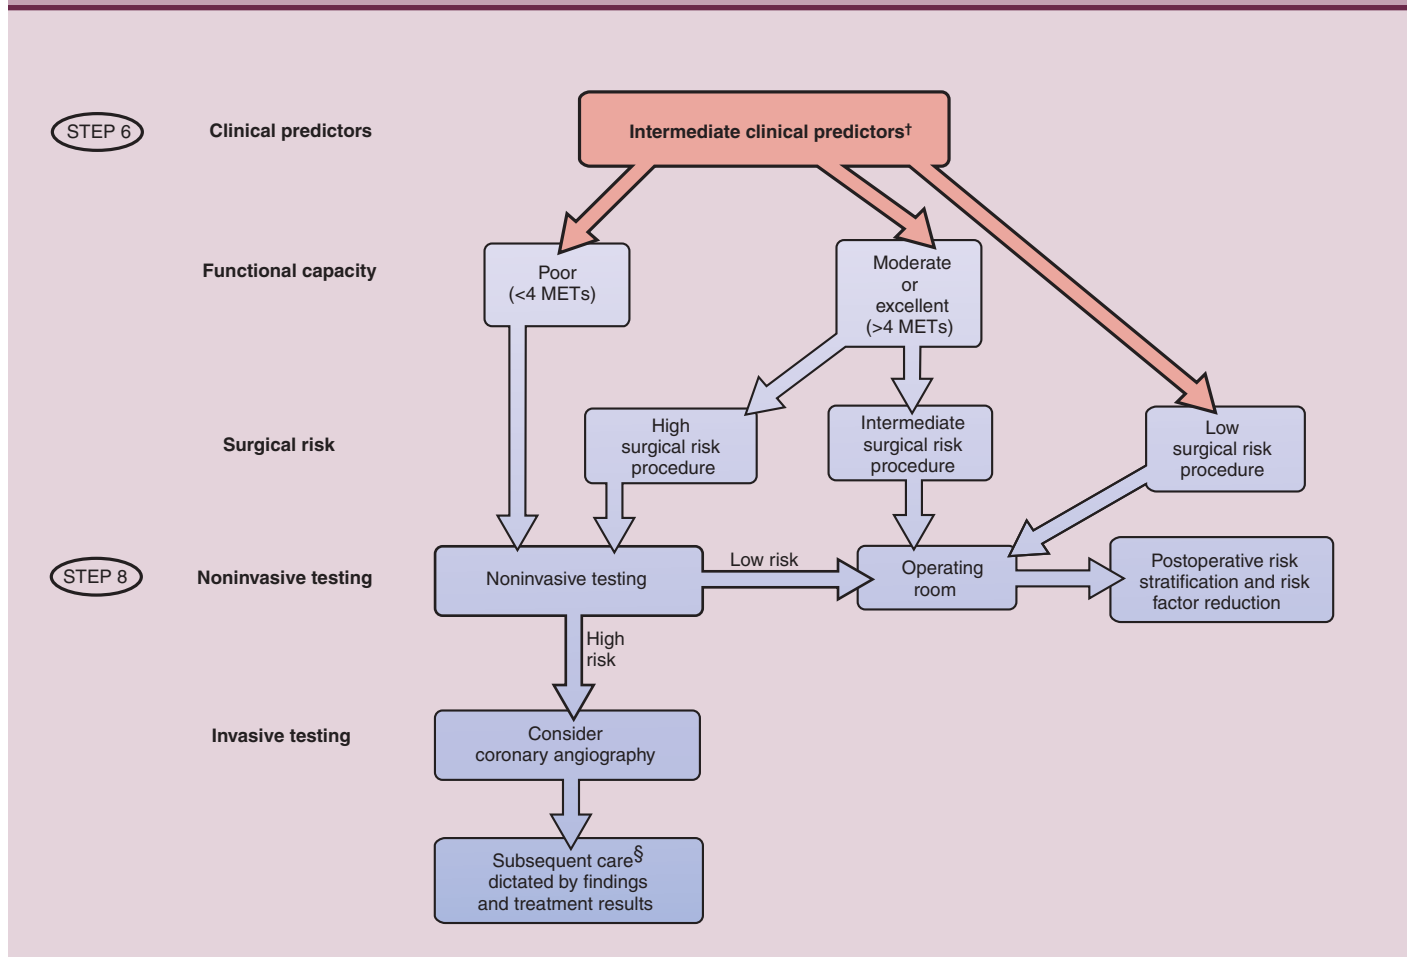 STEP 6
Clinical predictors
Intermediate clinical predictors†
Functional capacity
Poor
(<4 METs)
Moderate
or
excellent
(>4 METs)
Surgical risk
High
surgical risk
procedure
Intermediate
surgical risk
procedure
Low
surgical risk
procedure
STEP 8
Noninvasive testing
Noninvasive testing
Low risk
Operating
room
Postoperative risk
stratification and risk
factor reduction
High
risk
Invasive testing
Consider
coronary angiography
Subsequent care§
dictated by findings
and treatment results